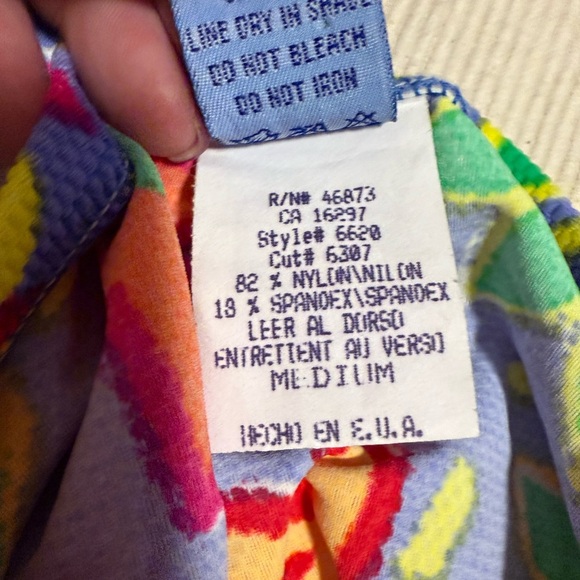 LINE DRY IN SHADE
DO NOT BLEACH
DO NOT IRON
R/N# 46873
CA 16297
Style# 6620
Cut# 6307
82 % NYLON\NILON
18 % SPANDEX\SPANDEX
LEER AL DORSO
ENTRETIENT AU VERSO
MEDIUM
HECHO EN E.U.A.